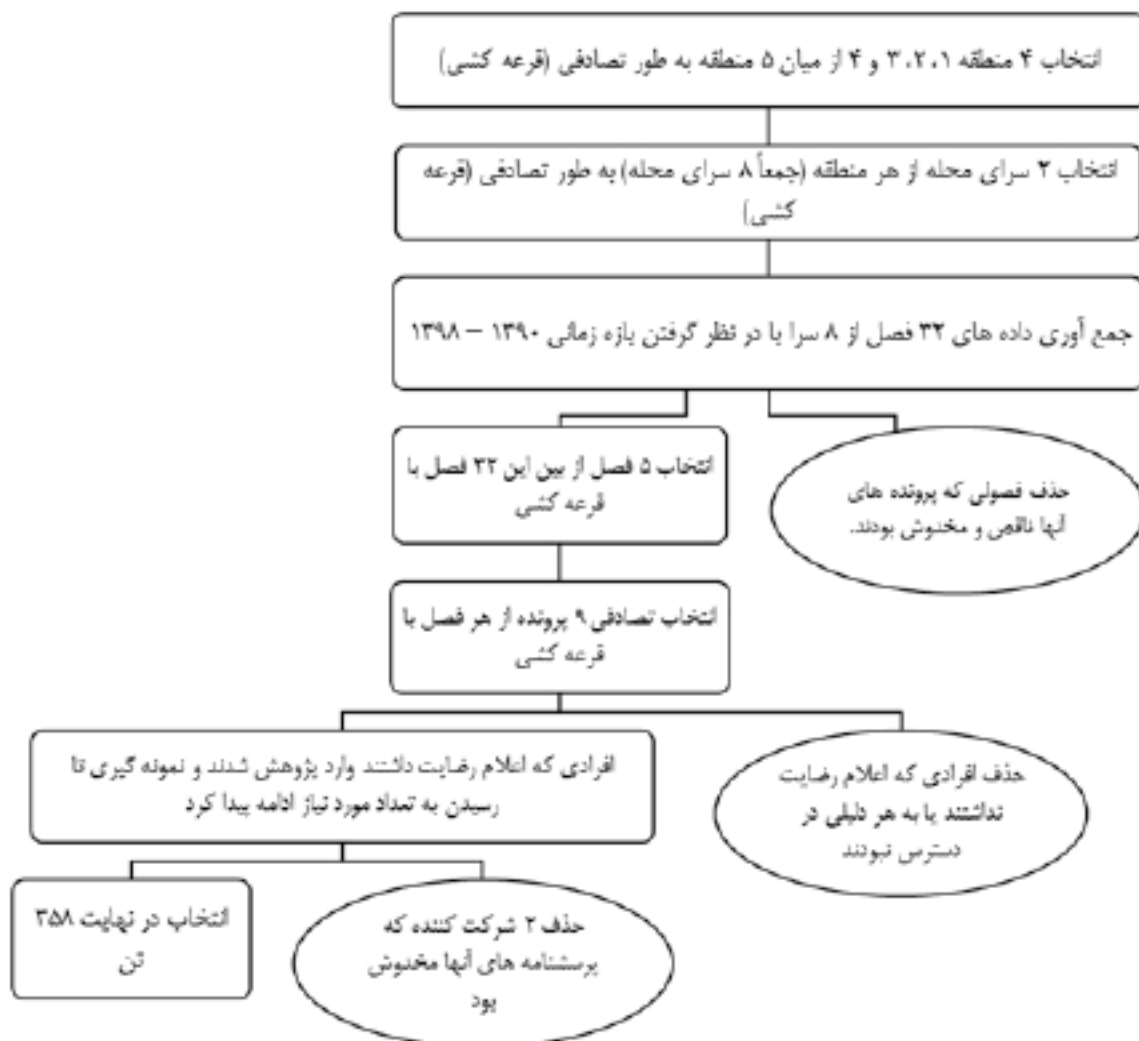 انتخاب ۴ منطقه ۳،۲،۱ و ۴ از میان ۵ منطقه به طور تصادفی (قرعه کشی)
انتخاب ۲ سرای محله از هر منطقه (جمعاً ۸ سرای محله) به طور تصادفی (قرعه
کشی)
جمع آوری داده های ۳۲ فصل از ۸ سرا با در نظر گرفتن بازه زمانی ۱۳۹۰ – ۱۳۹۸
انتخاب ۵ فصل از بین این ۳۲ فصل با
قرعه کشی
حذف فصولی که پرونده های
آنها ناقص و مخدوش بودند.
انتخاب تصادفی ۹ پرونده از هر فصل با
قرعه کشی
افرادی که اعلام رضایت داشتند وارد پژوهش شدند و نمونه گیری تا
رسیدن به تعداد مورد نیاز ادامه پیدا کرد
حذف افرادی که اعلام رضایت
نداشتند یا به هر دلیلی در
دسترس نبودند
انتخاب در نهایت ۳۵۸
تن
حذف ۲ شرکت کننده که
پرسشنامه های آنها مخدوش
بود